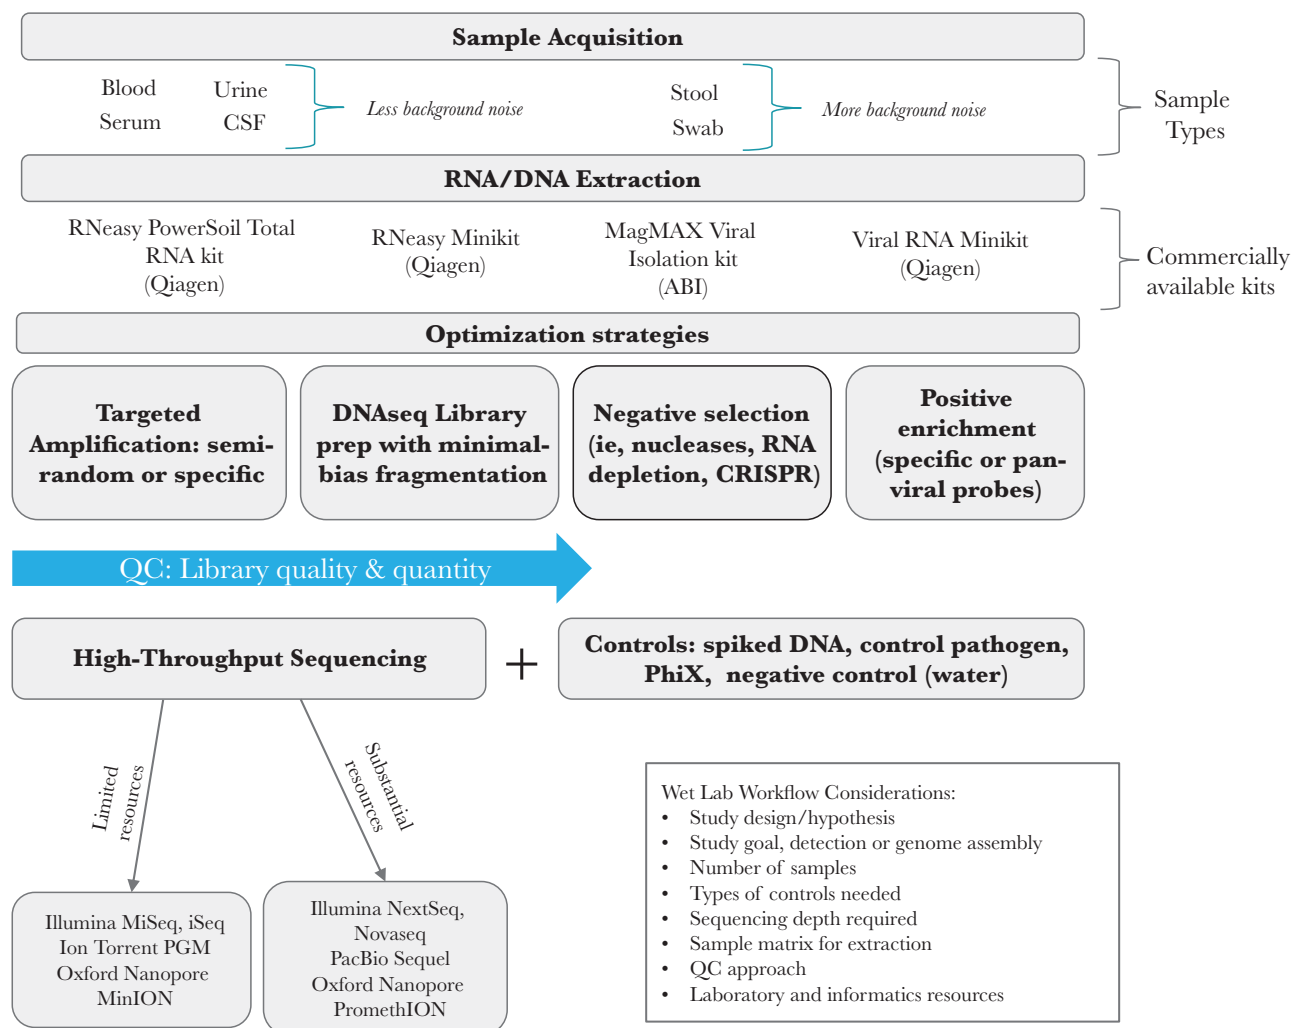 Sample Acquisition
Blood
Urine
Serum
CSF
Less background noise
Stool
Swab
More background noise
Sample
Types
RNA/DNA Extraction
RNeasy PowerSoil Total
RNA kit
(Qiagen)
RNeasy Minikit
(Qiagen)
MagMAX Viral
Isolation kit
(ABI)
Viral RNA Minikit
(Qiagen)
Commercially
available kits
Optimization strategies
Targeted
Amplification: semi-
random or specific
DNAseq Library
prep with minimal-
bias fragmentation
Negative selection
(ie, nucleases, RNA
depletion, CRISPR)
Positive
enrichment
(specific or pan-
viral probes)
QC: Library quality & quantity
High-Throughput Sequencing
+
Controls: spiked DNA, control pathogen,
PhiX, negative control (water)
Limited
resources
Substantial
resources
Illumina MiSeq, iSeq
Ion Torrent PGM
Oxford Nanopore
MinION
Illumina NextSeq,
Novaseq
PacBio Sequel
Oxford Nanopore
PromethION
Wet Lab Workflow Considerations:
• Study design/hypothesis
• Study goal, detection or genome assembly
• Number of samples
• Types of controls needed
• Sequencing depth required
• Sample matrix for extraction
• QC approach
• Laboratory and informatics resources